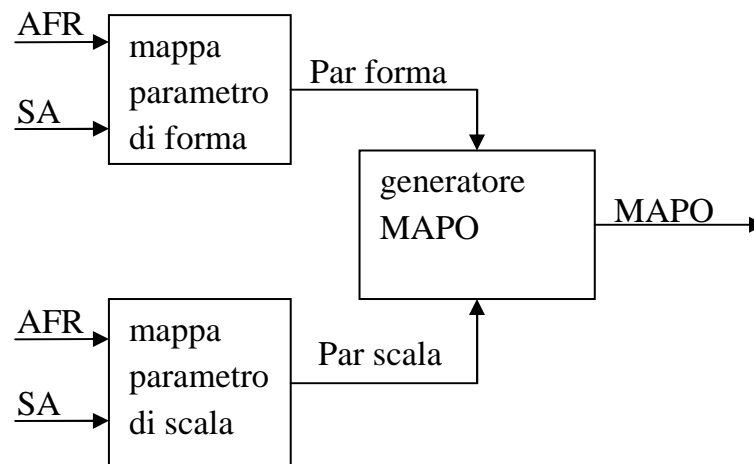 AFR
SA
mappa
parametro
di forma
Par forma
generatore
MAPO
MAPO
AFR
SA
mappa
parametro
di scala
Par scala